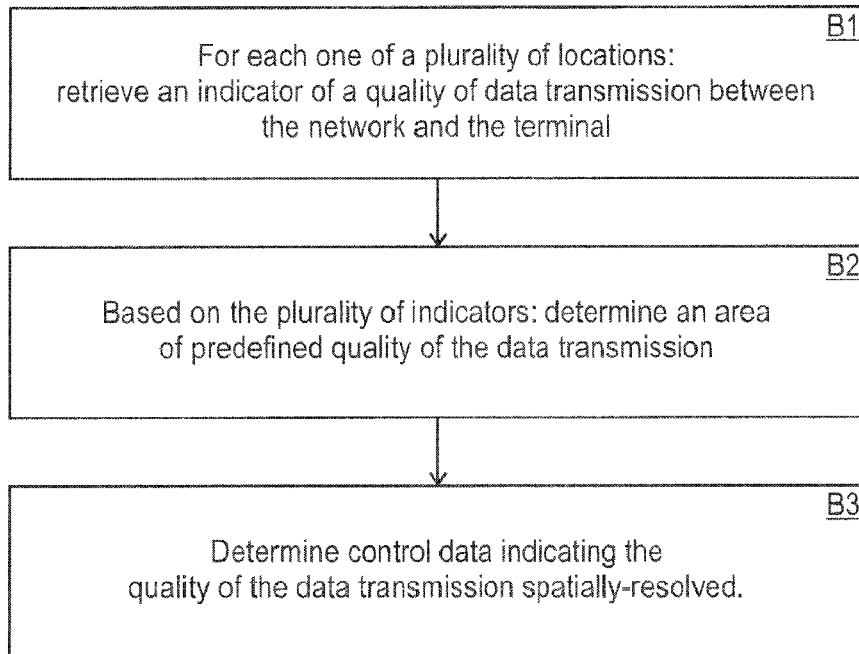 B1
For each one of a plurality of locations:
retrieve an indicator of a quality of data transmission between
the network and the terminal
B2
Based on the plurality of indicators: determine an area
of predefined quality of the data transmission
B3
Determine control data indicating the
quality of the data transmission spatially-resolved.